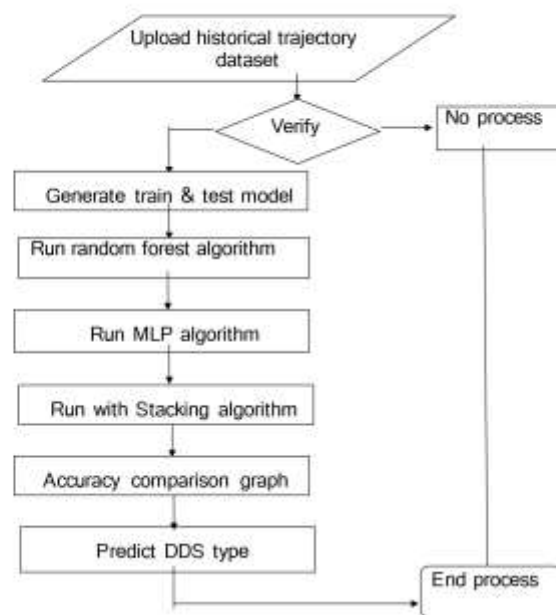 Upload historical trajectory
dataset
Verify
No process
Generate train & test model
Run random forest algorithm
Run MLP algorithm
Run with Stacking algorithm
Accuracy comparison graph
Predict DDS type
End process